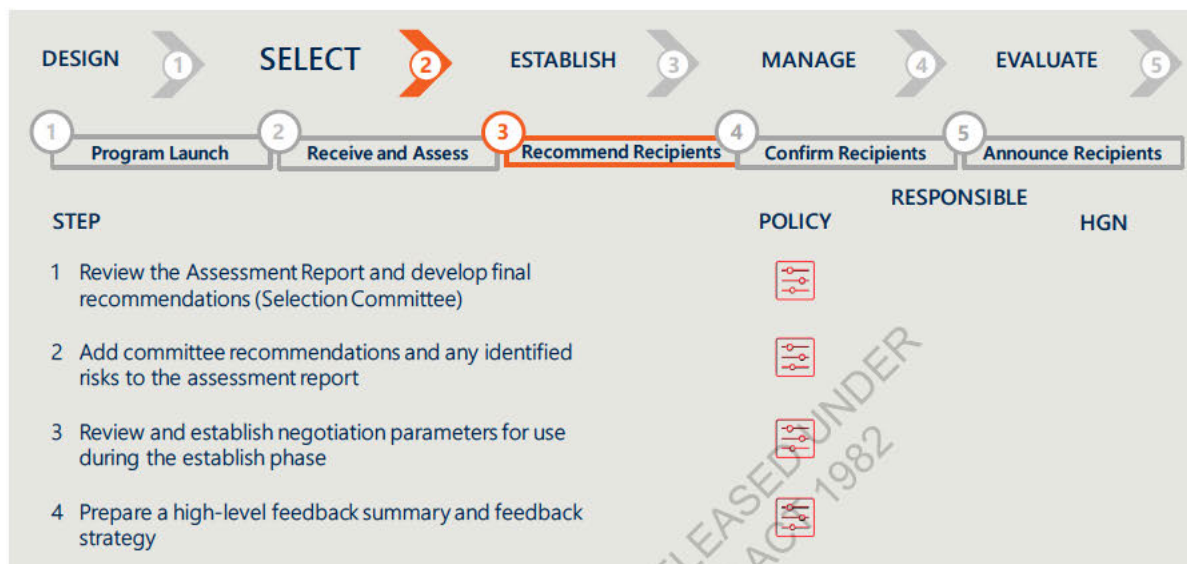 DESIGN 1 SELECT 2 ESTABLISH 3 MANAGE 4 EVALUATE 5
1 Program Launch 2 Receive and Assess 3 Recommend Recipients 4 Confirm Recipients 5 Announce Recipients
RESPONSIBLE
STEP POLICY HGN
1 Review the Assessment Report and develop final
recommendations (Selection Committee)
2 Add committee recommendations and any identified
risks to the assessment report
3 Review and establish negotiation parameters for use
during the establish phase
4 Prepare a high-level feedback summary and feedback
strategy
UNDER
ACT 1982